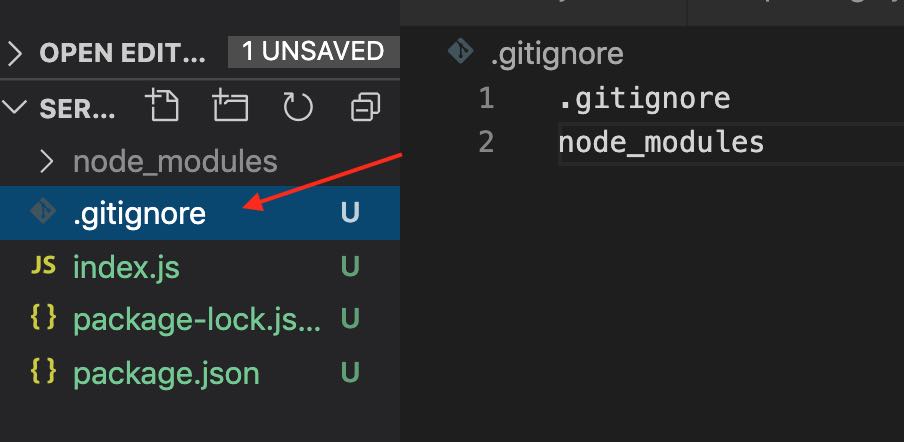 OPEN EDIT... 1 UNSAVED
SER...
node_modules
.gitignore U
JS index.js U
{ } package-lock.js... U
{ } package.json U
.gitignore
1 .gitignore
2 node_modules